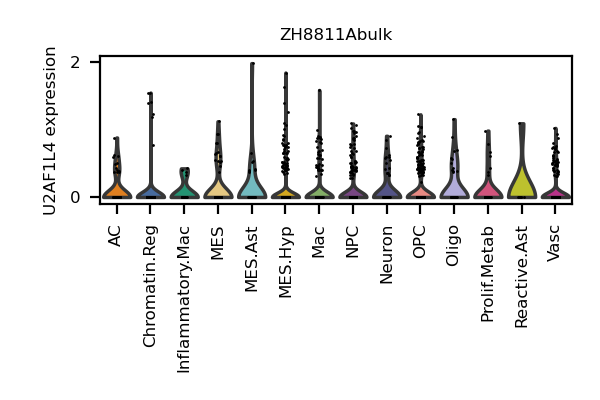 ZH8811Abulk
U2AF1L4 expression
2
0
AC
Chromatin.Reg
Inflammatory.Mac
MES
MES.Ast
MES.Hyp
Mac
NPC
Neuron
OPC
Oligo
Prolif.Metab
Reactive.Ast
Vasc